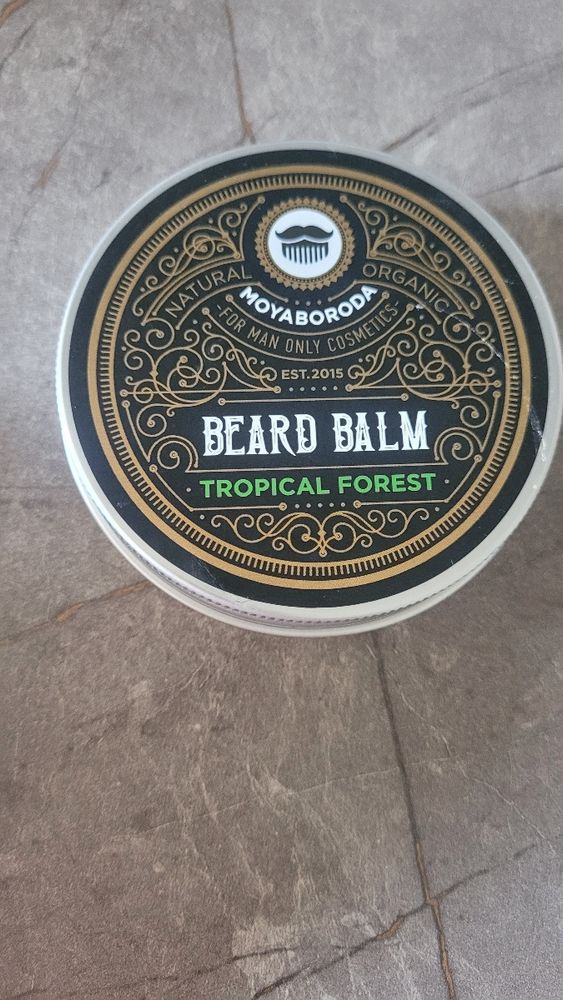 NATURAL ORGANIC
MOYABORODA
-FOR MAN ONLY COSMETICS-
EST.2015
BEARD BALM
· TROPICAL FOREST ·